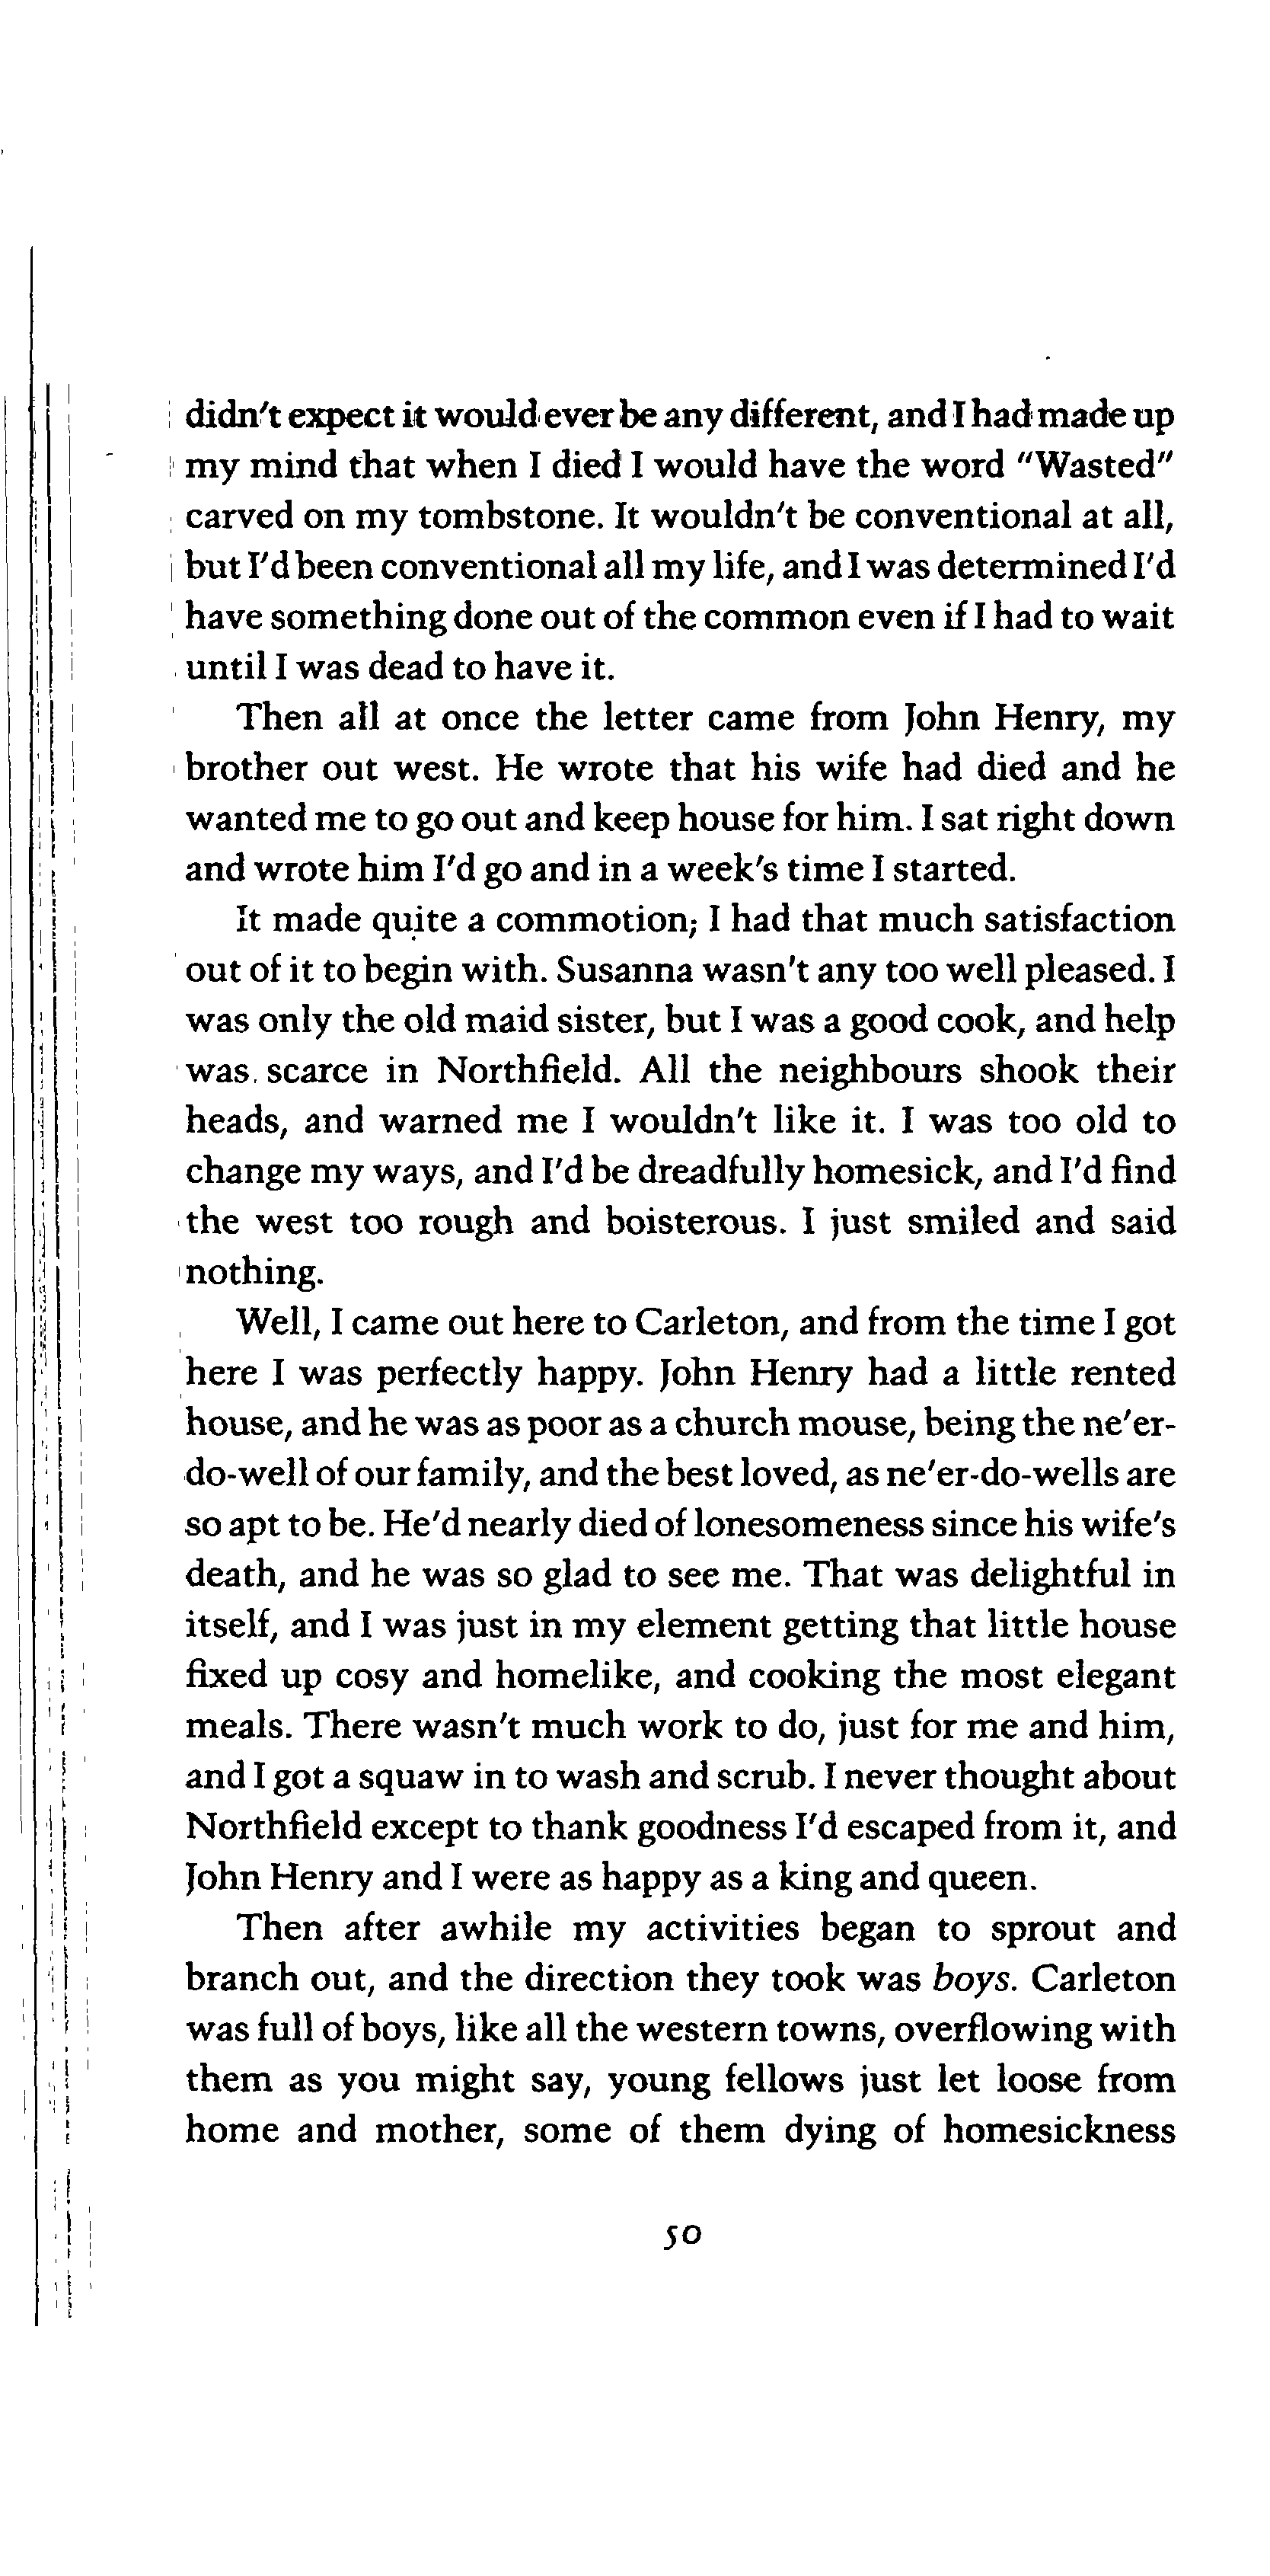 didn't expect it would ever be any different, and I had made up
my mind that when I died I would have the word "Wasted"
carved on my tombstone. It wouldn't be conventional at all,
but I'd been conventional all my life, and I was determined I'd
have something done out of the common even if I had to wait
until I was dead to have it.
Then all at once the letter came from John Henry, my
brother out west. He wrote that his wife had died and he
wanted me to go out and keep house for him. I sat right down
and wrote him I'd go and in a week's time I started.
It made quite a commotion; I had that much satisfaction
out of it to begin with. Susanna wasn't any too well pleased. I
was only the old maid sister, but I was a good cook, and help
was scarce in Northfield. All the neighbours shook their
heads, and warned me I wouldn't like it. I was too old to
change my ways, and I'd be dreadfully homesick, and I'd find
the west too rough and boisterous. I just smiled and said
nothing.
Well, I came out here to Carleton, and from the time I got
here I was perfectly happy. John Henry had a little rented
house, and he was as poor as a church mouse, being the ne'er-
do-well of our family, and the best loved, as ne'er-do-wells are
so apt to be. He'd nearly died of lonesomeness since his wife's
death, and he was so glad to see me. That was delightful in
itself, and I was just in my element getting that little house
fixed up cosy and homelike, and cooking the most elegant
meals. There wasn't much work to do, just for me and him,
and I got a squaw in to wash and scrub. I never thought about
Northfield except to thank goodness I'd escaped from it, and
John Henry and I were as happy as a king and queen.
Then after awhile my activities began to sprout and
branch out, and the direction they took was boys. Carleton
was full of boys, like all the western towns, overflowing with
them as you might say, young fellows just let loose from
home and mother, some of them dying of homesickness
50